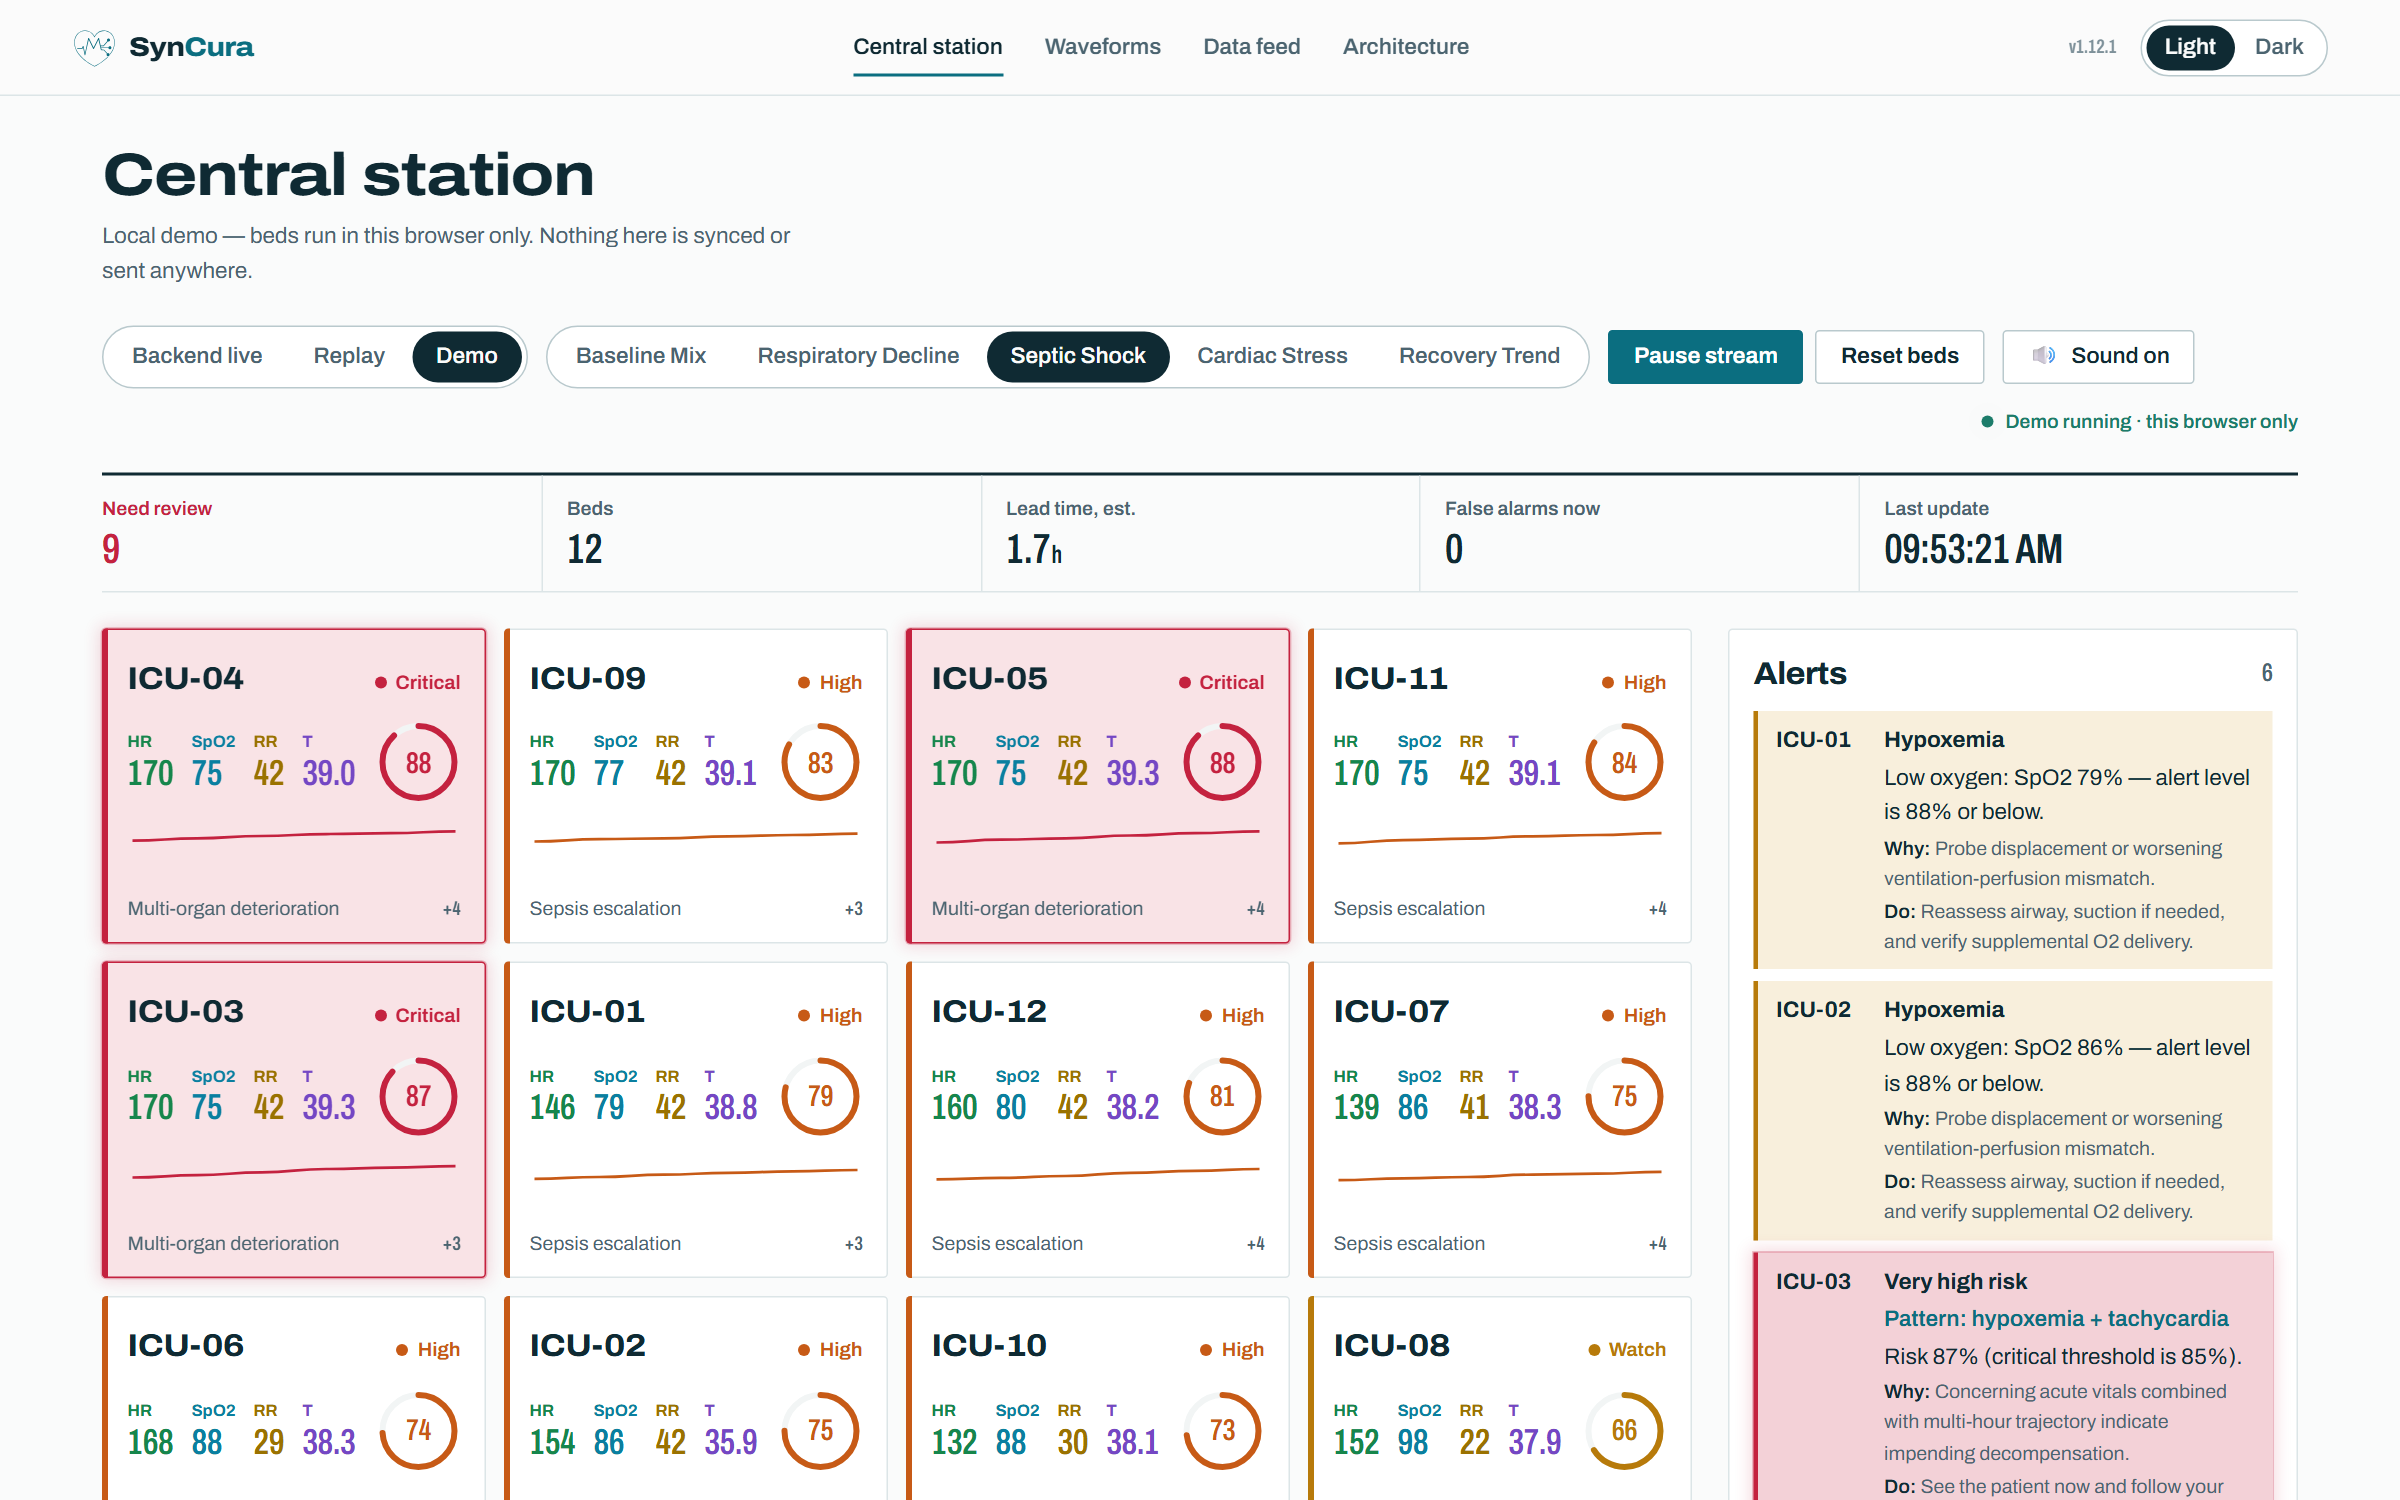 SynCura
Central station
Waveforms
Data feed
Architecture
v1.12.1
Light
Dark
Central station
Local demo — beds run in this browser only. Nothing here is synced or
sent anywhere.
Backend live
Replay
Demo
Baseline Mix
Respiratory Decline
Septic Shock
Cardiac Stress
Recovery Trend
Pause stream
Reset beds
Sound on
Demo running · this browser only
Need review
9
Beds
12
Lead time, est.
1.7h
False alarms now
0
Last update
09:53:21 AM
ICU-04
Critical
HR SpO2 RR T
170 75 42 39.0
88
Multi-organ deterioration +4
ICU-09
High
HR SpO2 RR T
170 77 42 39.1
83
Sepsis escalation +3
ICU-05
Critical
HR SpO2 RR T
170 75 42 39.3
88
Multi-organ deterioration +4
ICU-11
High
HR SpO2 RR T
170 75 42 39.1
84
Sepsis escalation +4
ICU-03
Critical
HR SpO2 RR T
170 75 42 39.3
87
Multi-organ deterioration +3
ICU-01
High
HR SpO2 RR T
146 79 42 38.8
79
Sepsis escalation +3
ICU-12
High
HR SpO2 RR T
160 80 42 38.2
81
Sepsis escalation +4
ICU-07
High
HR SpO2 RR T
139 86 41 38.3
75
Sepsis escalation +4
ICU-06
High
HR SpO2 RR T
168 88 29 38.3
74
ICU-02
High
HR SpO2 RR T
154 86 42 35.9
75
ICU-10
High
HR SpO2 RR T
132 88 30 38.1
73
ICU-08
Watch
HR SpO2 RR T
152 98 22 37.9
66
Alerts 6
ICU-01 Hypoxemia
Low oxygen: SpO2 79% — alert level
is 88% or below.
Why: Probe displacement or worsening
ventilation-perfusion mismatch.
Do: Reassess airway, suction if needed,
and verify supplemental O2 delivery.
ICU-02 Hypoxemia
Low oxygen: SpO2 86% — alert level
is 88% or below.
Why: Probe displacement or worsening
ventilation-perfusion mismatch.
Do: Reassess airway, suction if needed,
and verify supplemental O2 delivery.
ICU-03 Very high risk
Pattern: hypoxemia + tachycardia
Risk 87% (critical threshold is 85%).
Why: Concerning acute vitals combined
with multi-hour trajectory indicate
impending decompensation.
Do: See the patient now and follow your